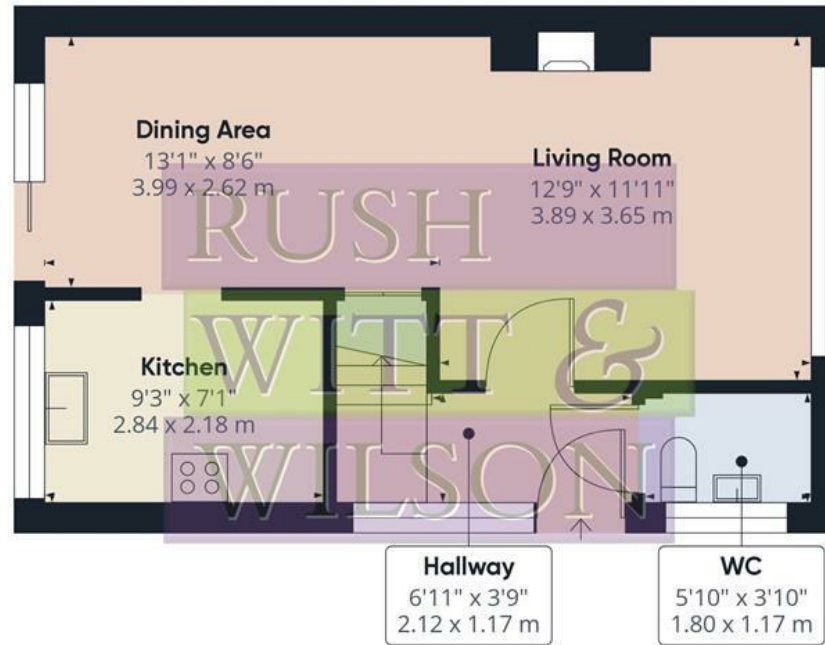 Dining Area
13'1" x 8'6"
3.99 x 2.62 m
Living Room
12'9" x 11'11"
3.89 x 3.65 m
RUSH
WITT &
WILSON
Kitchen
9'3" x 7'1"
2.84 x 2.18 m
Hallway
6'11" x 3'9"
2.12 x 1.17 m
WC
5'10" x 3'10"
1.80 x 1.17 m